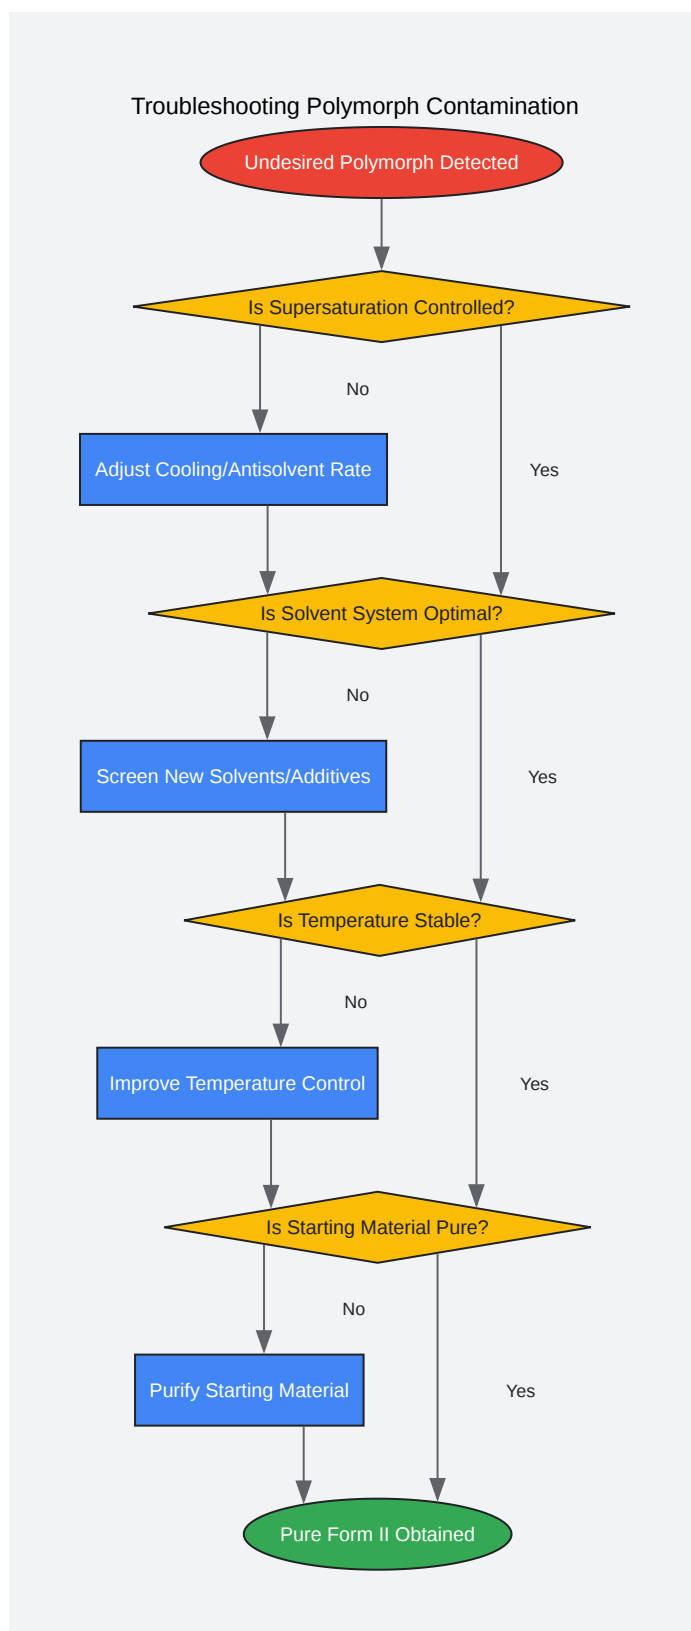 Troubleshooting Polymorph Contamination
Undesired Polymorph Detected
Is Supersaturation Controlled?
No
Adjust Cooling/Antisolvent Rate
Yes
Is Solvent System Optimal?
No
Screen New Solvents/Additives
Yes
Is Temperature Stable?
No
Improve Temperature Control
Yes
Is Starting Material Pure?
No
Purify Starting Material
Yes
Pure Form II Obtained